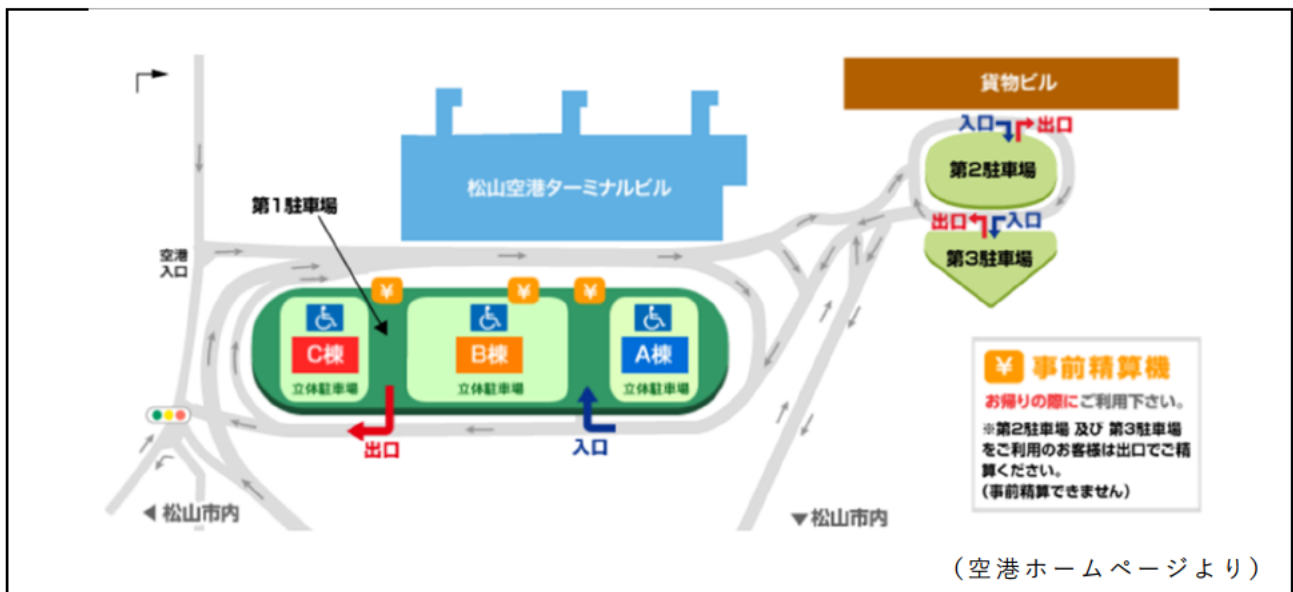 貨物ビル
入口
出口
第2駐車場
松山空港ターミナルビル
第1駐車場
出口
入口
空港
入口
第3駐車場
¥
¥
¥
C棟
B棟
A棟
立体駐車場
立体駐車場
立体駐車場
出口
入口
¥ 事前精算機
お帰りの際にご利用下さい。
※第2駐車場 及び 第3駐車場
をご利用のお客様は出口でご精
算ください。
(事前精算できません)
◀ 松山市内
▼松山市内
(空港ホームページより)